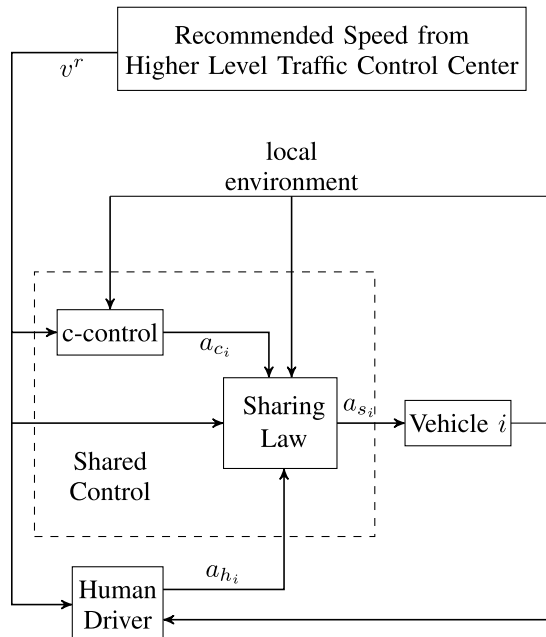 Recommended Speed from
Higher Level Traffic Control Center
v^r
local
environment
c-control
a_{c_i}
Sharing
Law
a_{s_i}
Vehicle i
Shared
Control
a_{h_i}
Human
Driver